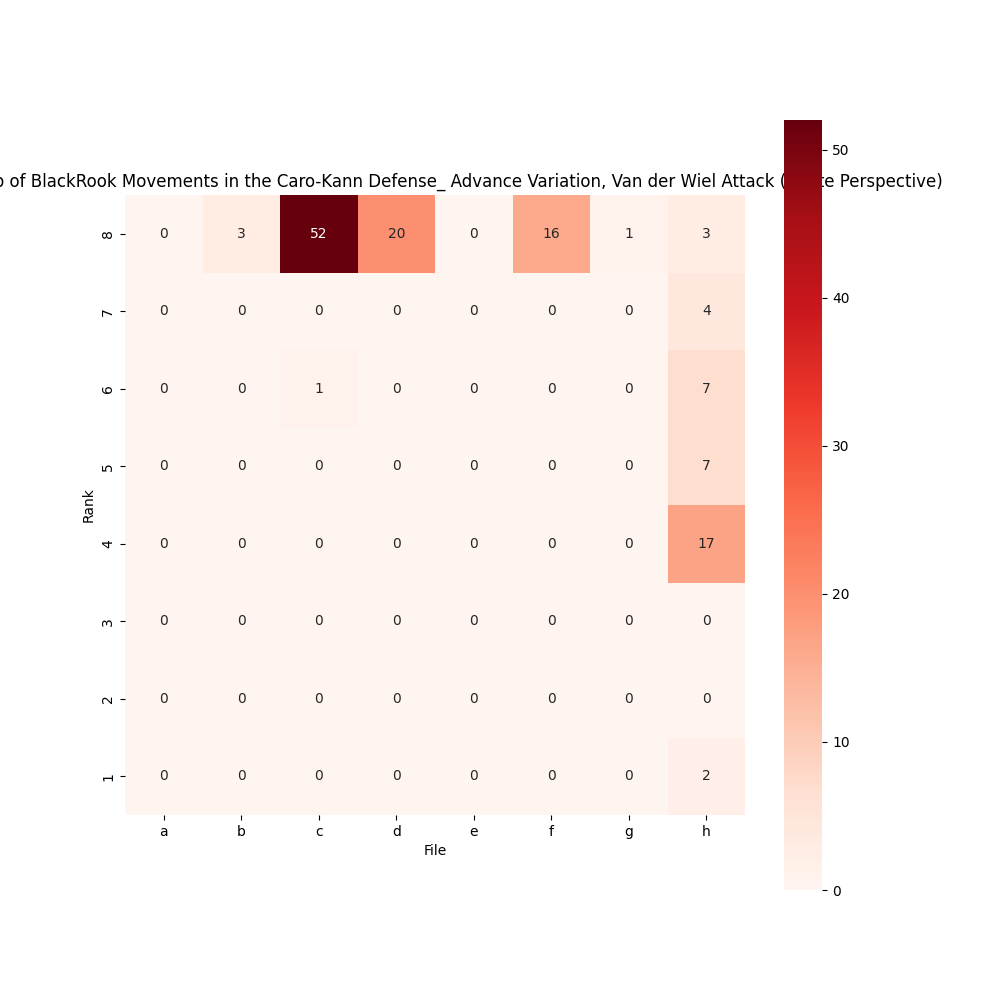 of BlackRook Movements in the Caro-Kann Defense_ Advance Variation, Van der Wiel Attack ( Perspective)
50
40
30
20
10
0
8 0 3 52 20 0 16 1 3
7 0 0 0 0 0 0 0 4
6 0 0 1 0 0 0 0 7
5 0 0 0 0 0 0 0 7
4 0 0 0 0 0 0 0 17
3 0 0 0 0 0 0 0 0
2 0 0 0 0 0 0 0 0
1 0 0 0 0 0 0 0 2
a b c d e f g h
Rank
File